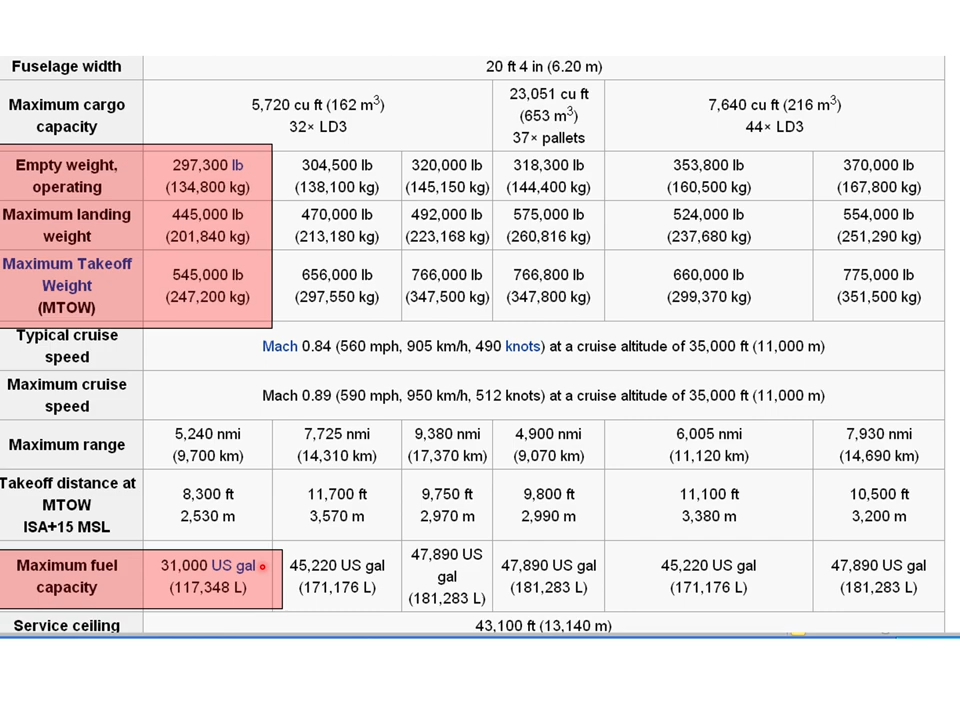 Fuselage width
20 ft 4 in (6.20 m)
Maximum cargo
capacity
5,720 cu ft (162 m3)
32× LD3
23,051 cu ft
(653 m3)
37× pallets
7,640 cu ft (216 m3)
44× LD3
Empty weight,
operating
297,300 lb
(134,800 kg)
304,500 lb
(138,100 kg)
320,000 lb
(145,150 kg)
318,300 lb
(144,400 kg)
353,800 lb
(160,500 kg)
370,000 lb
(167,800 kg)
Maximum landing
weight
445,000 lb
(201,840 kg)
470,000 lb
(213,180 kg)
492,000 lb
(223,168 kg)
575,000 lb
(260,816 kg)
524,000 lb
(237,680 kg)
554,000 lb
(251,290 kg)
Maximum Takeoff
Weight
(MTOW)
545,000 lb
(247,200 kg)
656,000 lb
(297,550 kg)
766,000 lb
(347,500 kg)
766,800 lb
(347,800 kg)
660,000 lb
(299,370 kg)
775,000 lb
(351,500 kg)
Typical cruise
speed
Mach 0.84 (560 mph, 905 km/h, 490 knots) at a cruise altitude of 35,000 ft (11,000 m)
Maximum cruise
speed
Mach 0.89 (590 mph, 950 km/h, 512 knots) at a cruise altitude of 35,000 ft (11,000 m)
Maximum range
5,240 nmi
(9,700 km)
7,725 nmi
(14,310 km)
9,380 nmi
(17,370 km)
4,900 nmi
(9,070 km)
6,005 nmi
(11,120 km)
7,930 nmi
(14,690 km)
Takeoff distance at
MTOW
ISA+15 MSL
8,300 ft
2,530 m
11,700 ft
3,570 m
9,750 ft
2,970 m
9,800 ft
2,990 m
11,100 ft
3,380 m
10,500 ft
3,200 m
Maximum fuel
capacity
31,000 US gal
(117,348 L)
45,220 US gal
(171,176 L)
47,890 US
gal
(181,283 L)
47,890 US gal
(181,283 L)
45,220 US gal
(171,176 L)
47,890 US gal
(181,283 L)
Service ceiling
43,100 ft (13,140 m)